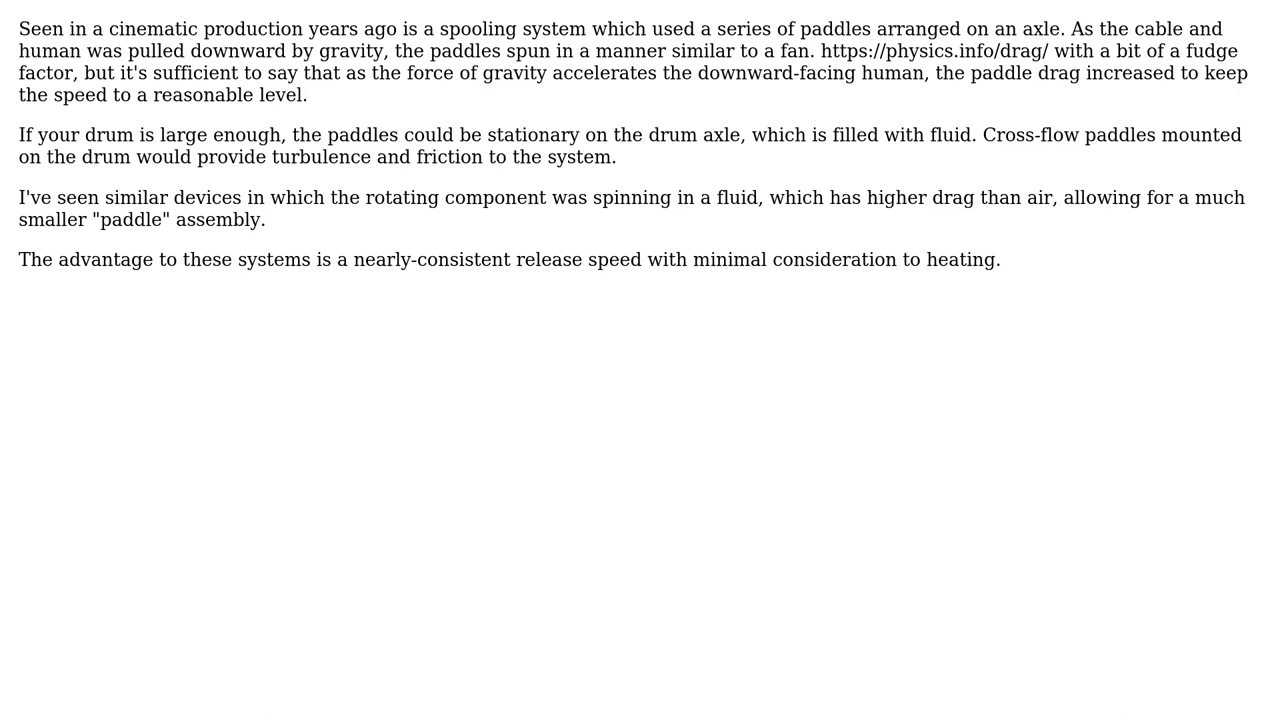 Seen in a cinematic production years ago is a spooling system which used a series of paddles arranged on an axle. As the cable and
human was pulled downward by gravity, the paddles spun in a manner similar to a fan. https://physics.info/drag/ with a bit of a fudge
factor, but it's sufficient to say that as the force of gravity accelerates the downward-facing human, the paddle drag increased to keep
the speed to a reasonable level.
If your drum is large enough, the paddles could be stationary on the drum axle, which is filled with fluid. Cross-flow paddles mounted
on the drum would provide turbulence and friction to the system.
I've seen similar devices in which the rotating component was spinning in a fluid, which has higher drag than air, allowing for a much
smaller "paddle" assembly.
The advantage to these systems is a nearly-consistent release speed with minimal consideration to heating.